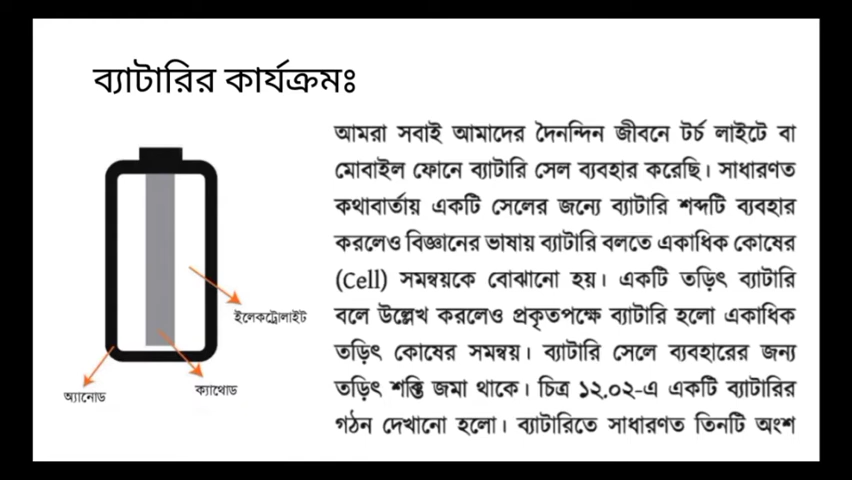 ব্যাটারির কার্যক্রমঃ
আমরা সবাই আমাদের দৈনন্দিন জীবনে টর্চ লাইটে বা
মোবাইল ফোনে ব্যাটারি সেল ব্যবহার করেছি। সাধারণত
কথাবার্তায় একটি সেলের জন্যে ব্যাটারি শব্দটি ব্যবহার
করলেও বিজ্ঞানের ভাষায় ব্যাটারি বলতে একাধিক কোষের
(Cell) সমন্বয়কে বোঝানো হয়। একটি তড়িৎ ব্যাটারি
বলে উল্লেখ করলেও প্রকৃতপক্ষে ব্যাটারি হলো একাধিক
তড়িৎ কোষের সমন্বয়। ব্যাটারি সেলে ব্যবহারের জন্য
তড়িৎ শক্তি জমা থাকে। চিত্র ১২.০২-এ একটি ব্যাটারির
গঠন দেখানো হলো। ব্যাটারিতে সাধারণত তিনটি অংশ
ইলেকট্রোলাইট
ক্যাথোড
অ্যানোড